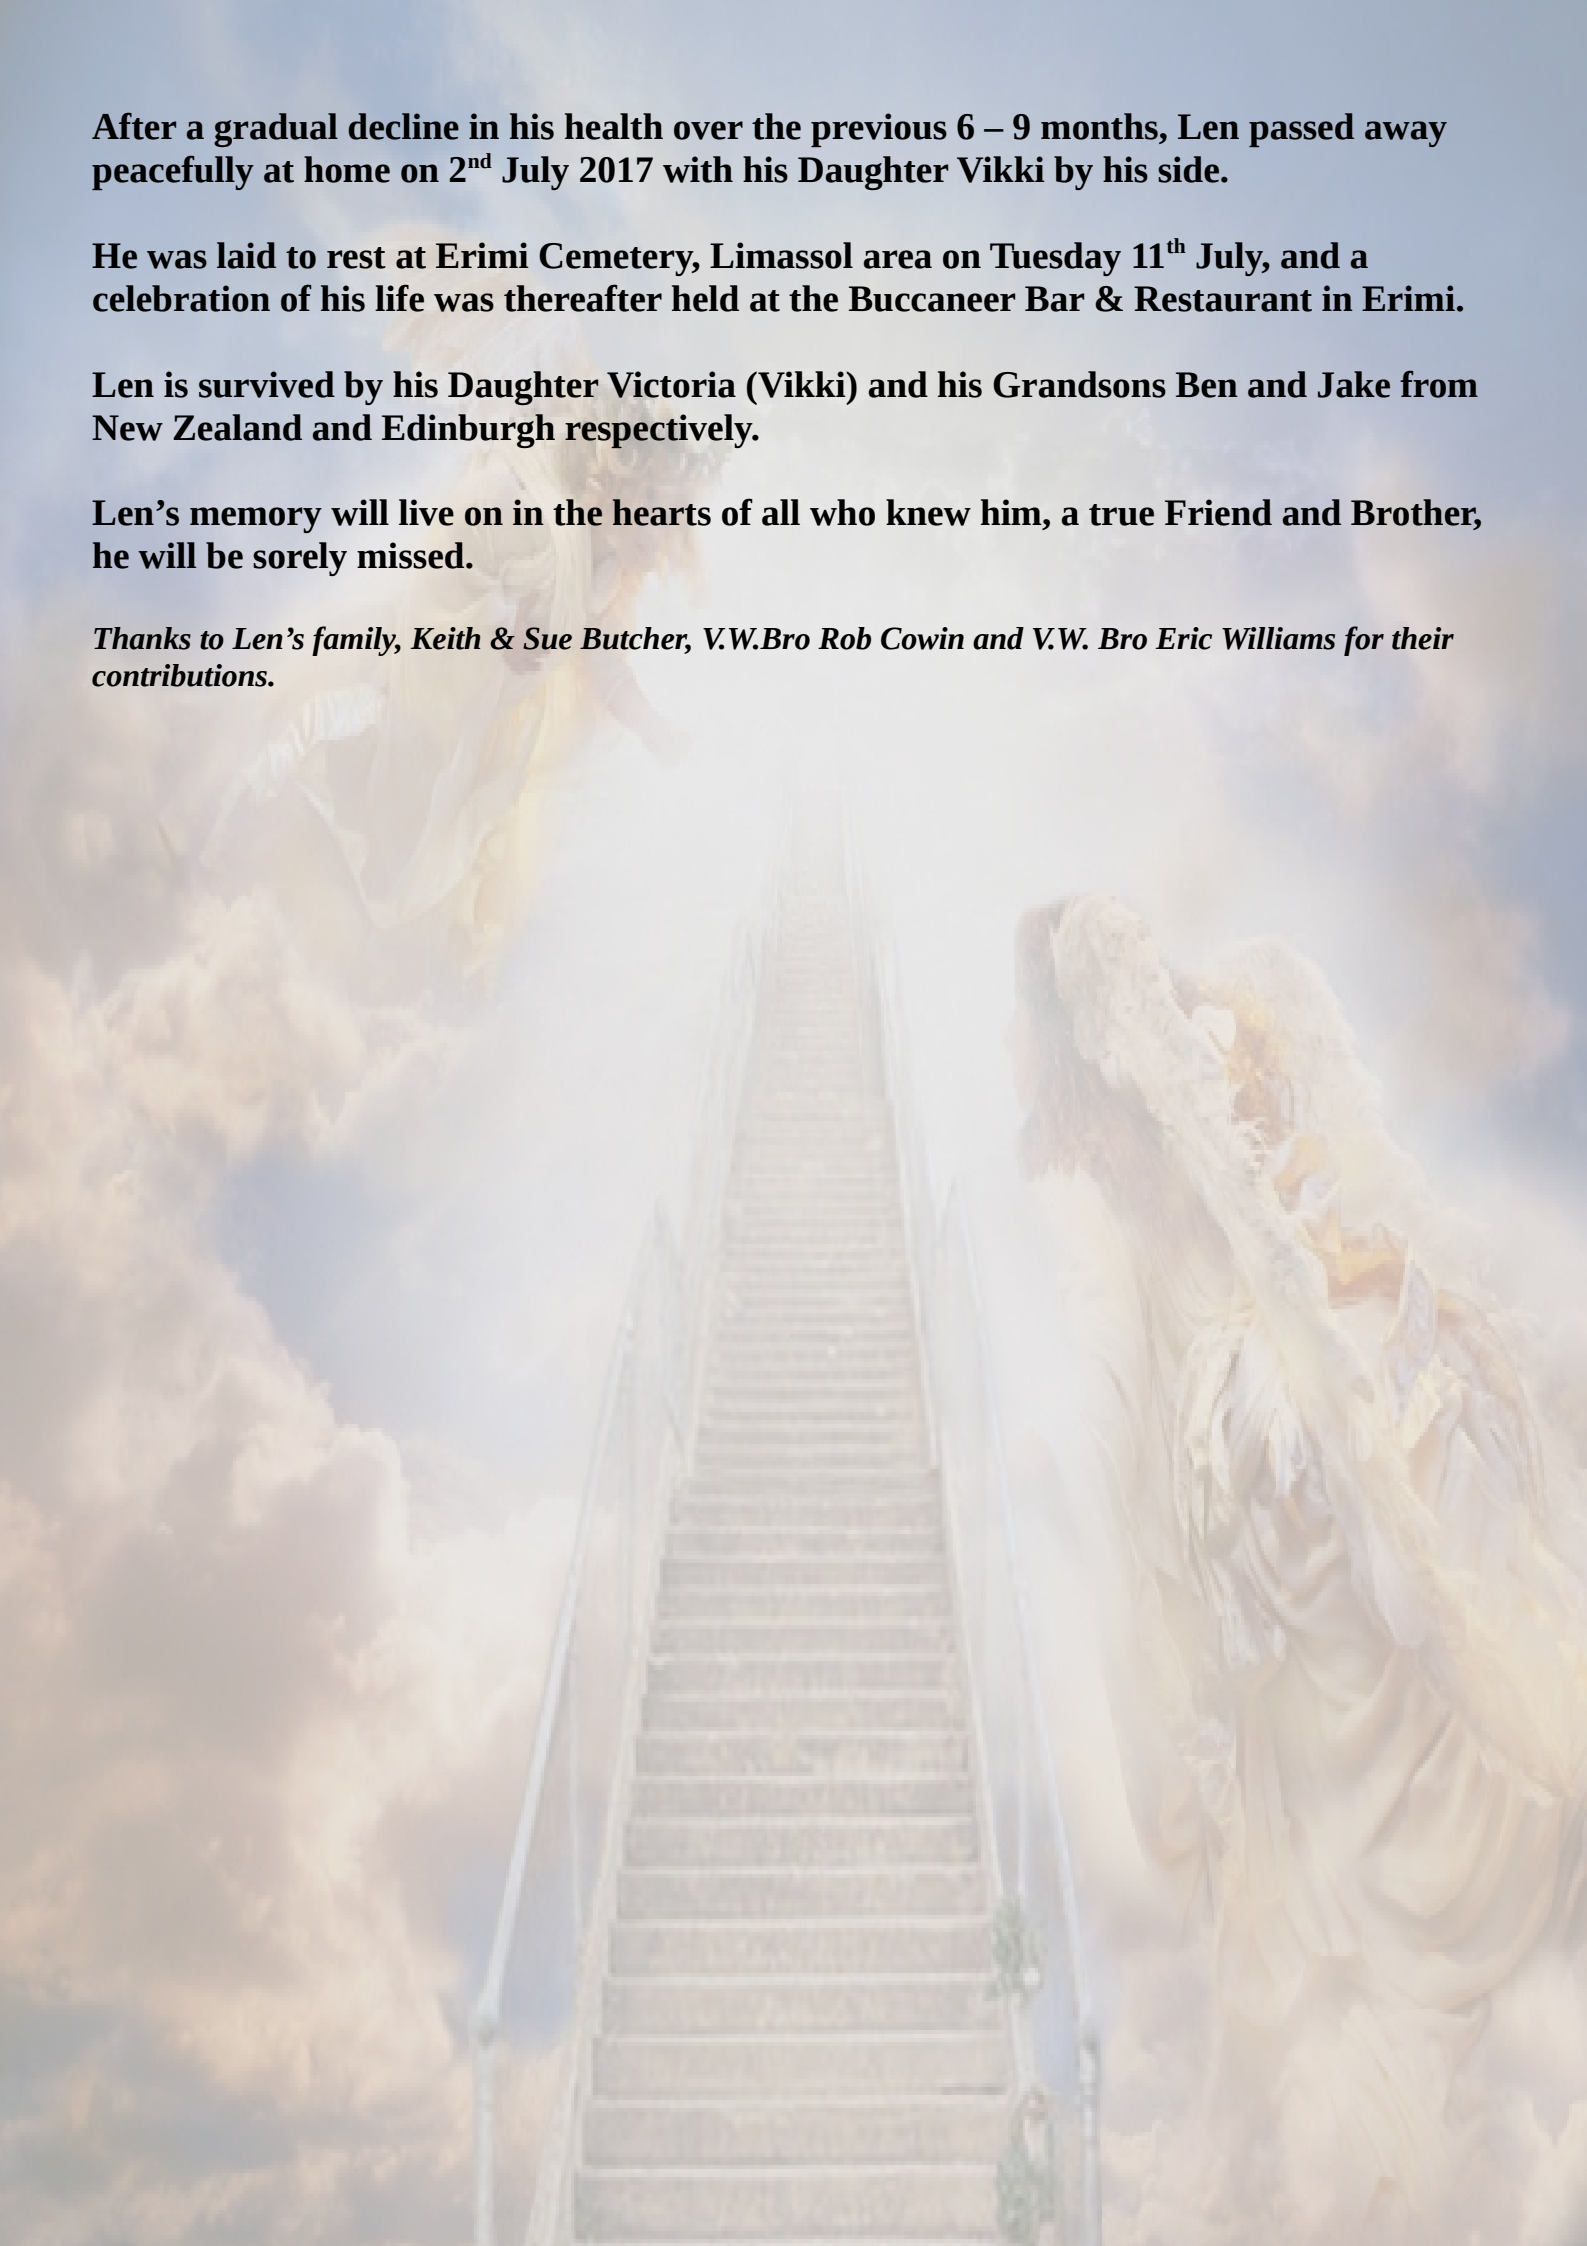 After a gradual decline in his health over the previous 6 – 9 months, Len passed away
peacefully at home on 2nd July 2017 with his Daughter Vikki by his side.
He was laid to rest at Erimi Cemetery, Limassol area on Tuesday 11th July, and a
celebration of his life was thereafter held at the Buccaneer Bar & Restaurant in Erimi.
Len is survived by his Daughter Victoria (Vikki) and his Grandsons Ben and Jake from
New Zealand and Edinburgh respectively.
Len’s memory will live on in the hearts of all who knew him, a true Friend and Brother,
he will be sorely missed.
Thanks to Len’s family, Keith & Sue Butcher, V.W.Bro Rob Cowin and V.W. Bro Eric Williams for their
contributions.